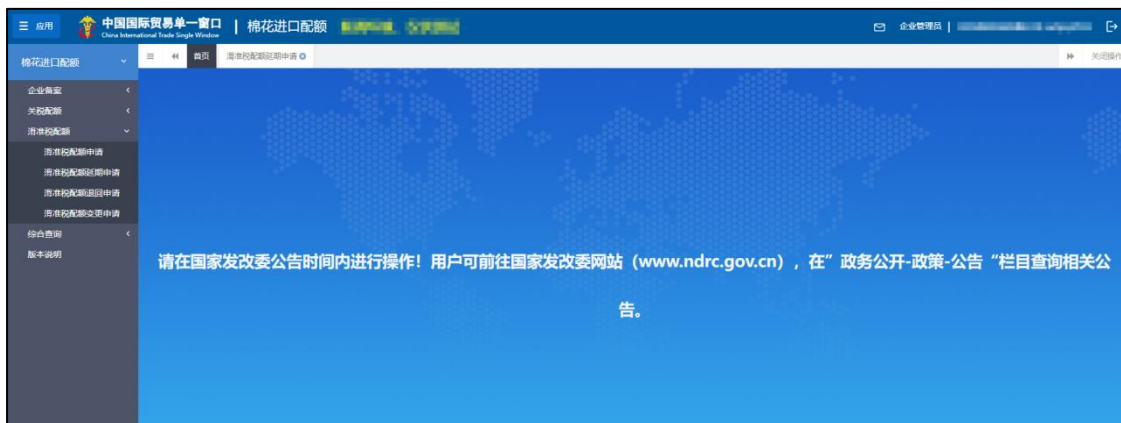 应用
中国国际贸易单一窗口
China International Trade Single Window
棉花进口配额
企业管理员
棉花进口配额
首页
滑准税配额延期申请
关闭操作
企业备案
关税配额
滑准税配额
滑准税配额申请
滑准税配额延期申请
滑准税配额退回申请
滑准税配额变更申请
综合查询
版本说明
请在国家发改委公告时间内进行操作！用户可前往国家发改委网站（www.ndrc.gov.cn），在”政务公开-政策-公告“栏目查询相关公
告。